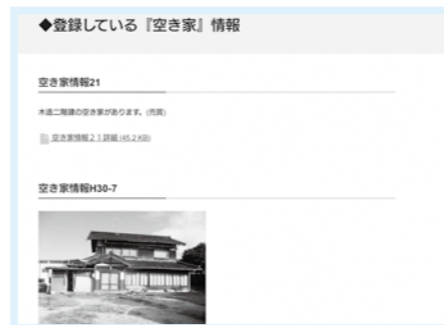 ◆登録している『空き家』情報
空き家情報21
木造二階建の空き家があります。(売買)
空き家情報２１詳細 (45.2 KB)
空き家情報H30-7